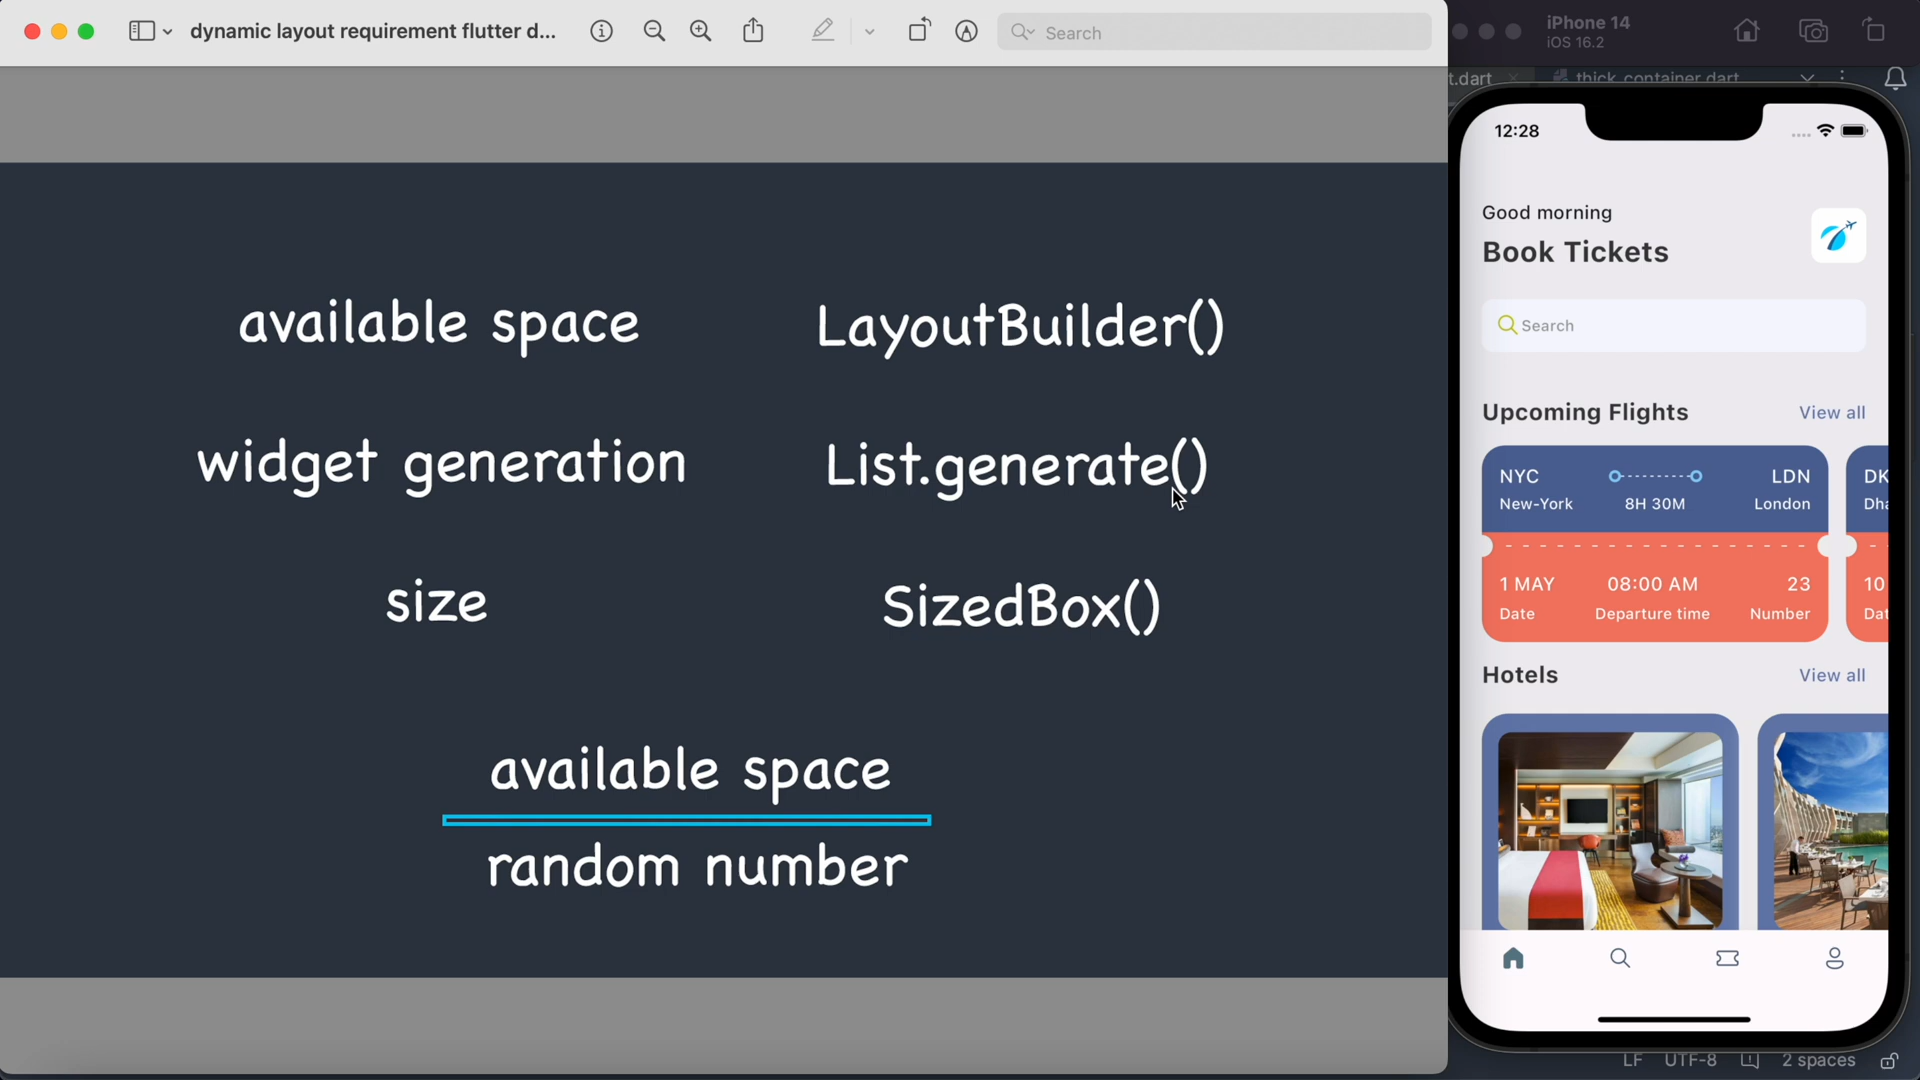 dynamic layout requirement flutter d...
Search
available space
LayoutBuilder()
widget generation
List.generate()
size
SizedBox()
available space
random number
iPhone 14
iOS 16.2
t.dart
thick_container.dart
12:28
Good morning
Book Tickets
Search
Upcoming Flights
View all
NYC
LDN
DK
New-York
8H 30M
London
Dha
1 MAY
08:00 AM
23
10
Date
Departure time
Number
Dat
Hotels
View all
LF
UTF-8
2 spaces